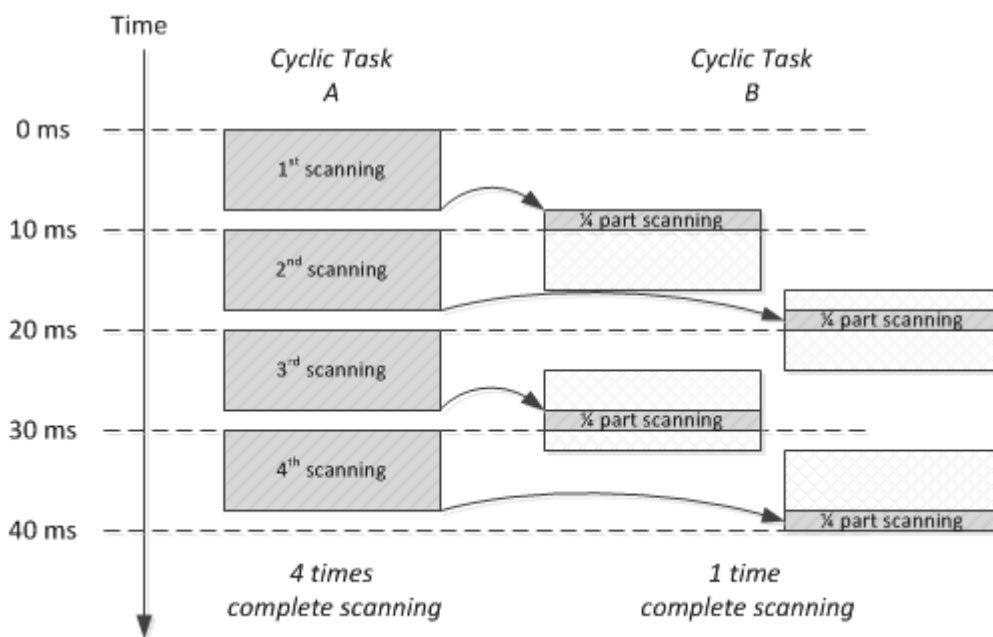 Time
Cyclic Task
A
Cyclic Task
B
0 ms
1st scanning
¼ part scanning
10 ms
2nd scanning
¼ part scanning
20 ms
3rd scanning
¼ part scanning
30 ms
4th scanning
¼ part scanning
40 ms
4 times
complete scanning
1 time
complete scanning